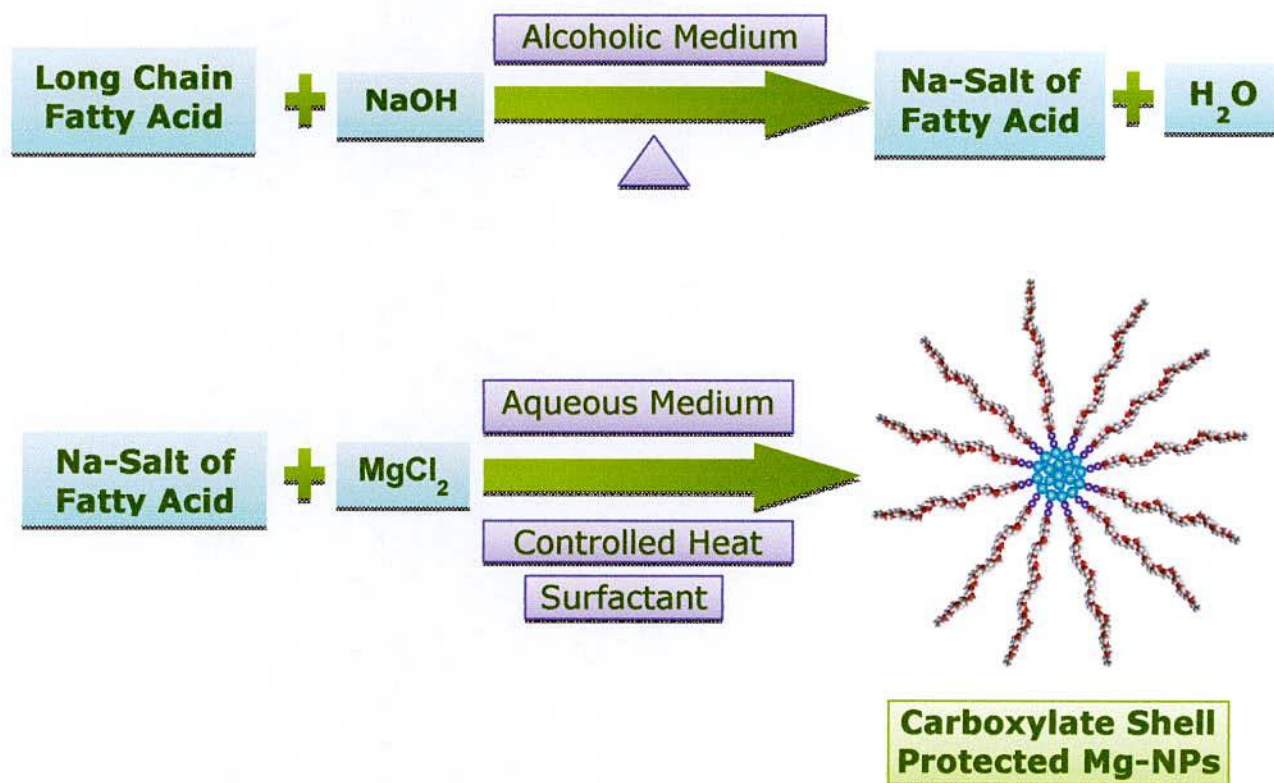 Alcoholic Medium
Long Chain
Fatty Acid
+
NaOH
Na-Salt of
Fatty Acid
+
H₂O
Aqueous Medium
Na-Salt of
Fatty Acid
+
MgCl₂
Controlled Heat
Surfactant
Carboxylate Shell
Protected Mg-NPs